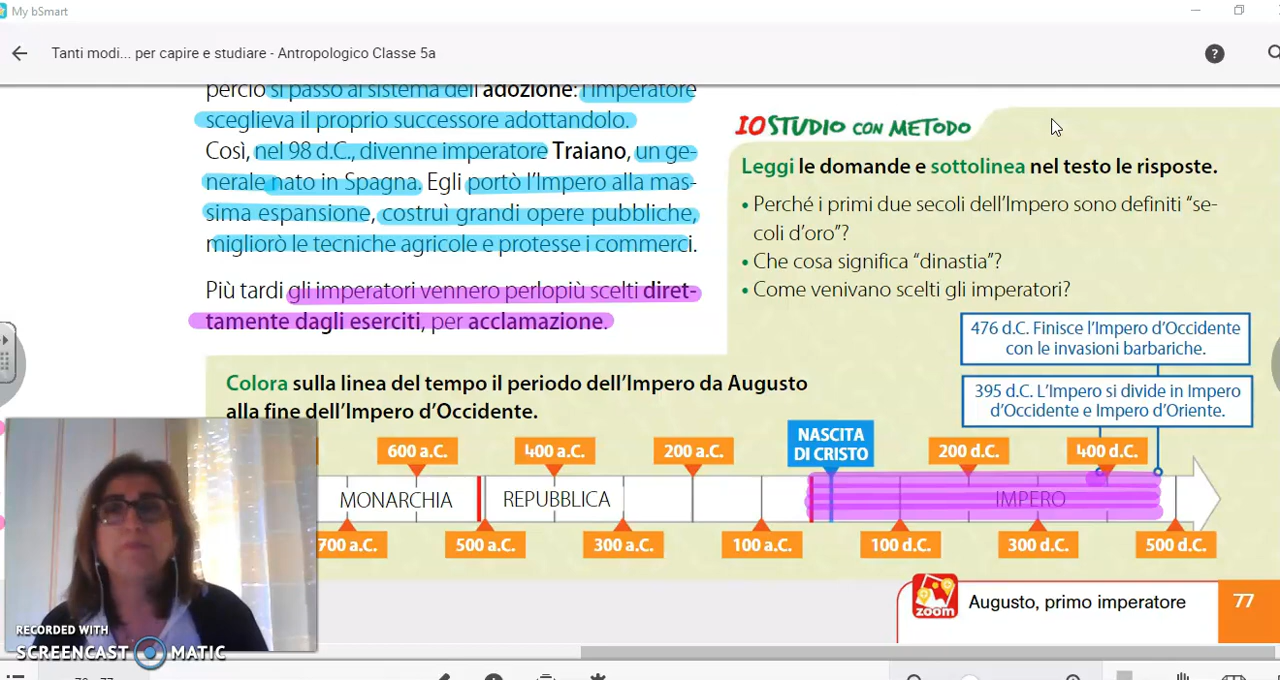 My bSmart
Tanti modi... per capire e studiare - Antropologico Classe 5a
perciò si passò al sistema dell'adozione: l'imperatore
sceglieva il proprio successore adottandolo.
Così, nel 98 d.C., divenne imperatore Traiano, un ge-
nerale nato in Spagna. Egli portò l'Impero alla mas-
sima espansione, costruì grandi opere pubbliche,
migliorò le tecniche agricole e protesse i commerci.
Più tardi gli imperatori vennero perlopiù scelti diret-
tamente dagli eserciti, per acclamazione.
IO STUDIO CON METODO
Leggi le domande e sottolinea nel testo le risposte.
• Perché i primi due secoli dell'Impero sono definiti "se-
coli d'oro"?
• Che cosa significa "dinastia"?
• Come venivano scelti gli imperatori?
476 d.C. Finisce l'Impero d'Occidente
con le invasioni barbariche.
395 d.C. L'Impero si divide in Impero
d'Occidente e Impero d'Oriente.
Colora sulla linea del tempo il periodo dell'Impero da Augusto
alla fine dell'Impero d'Occidente.
NASCITA
DI CRISTO
600 a.C. 400 a.C. 200 a.C. 200 d.C. 400 d.C.
MONARCHIA REPUBBLICA IMPERO
700 a.C. 500 a.C. 300 a.C. 100 a.C. 100 d.C. 300 d.C. 500 d.C.
zoom
Augusto, primo imperatore
77
RECORDED WITH
SCREENCAST MATIC